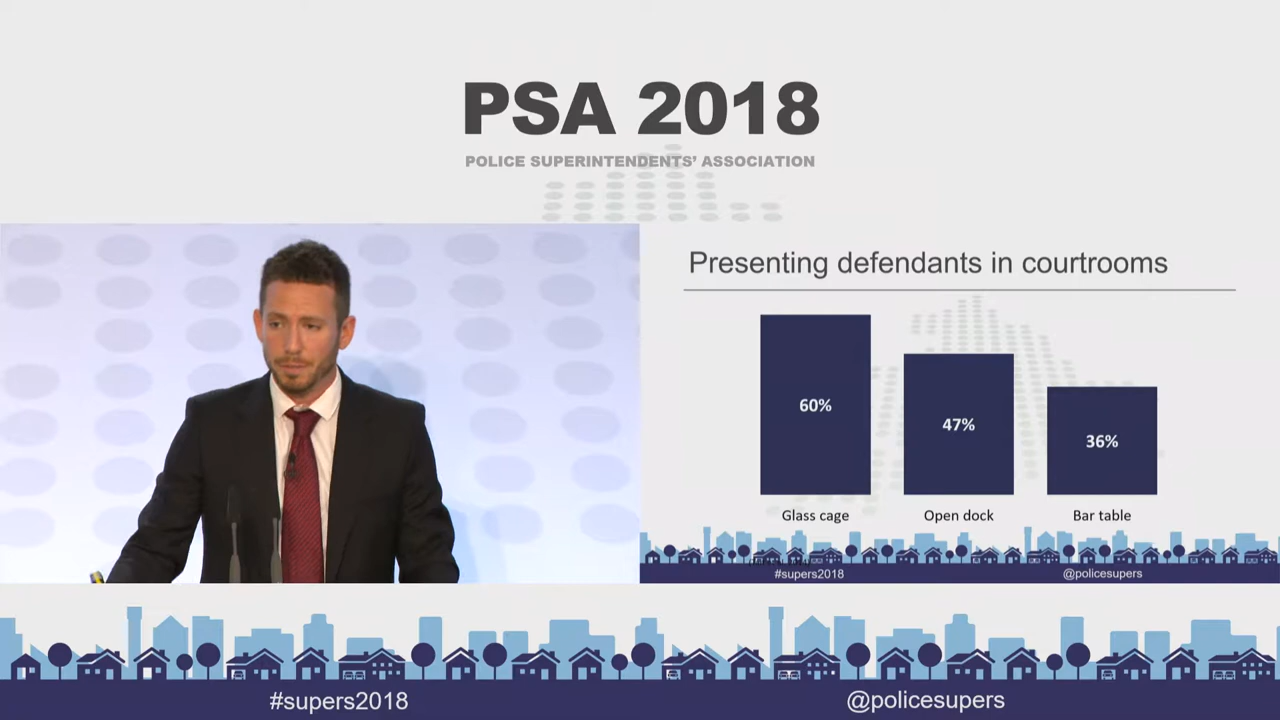 PSA 2018
POLICE SUPERINTENDENTS’ ASSOCIATION
Presenting defendants in courtrooms
60%
47%
36%
Glass cage
Open dock
Bar table
#supers2018
@policesupers
#supers2018
@policesupers